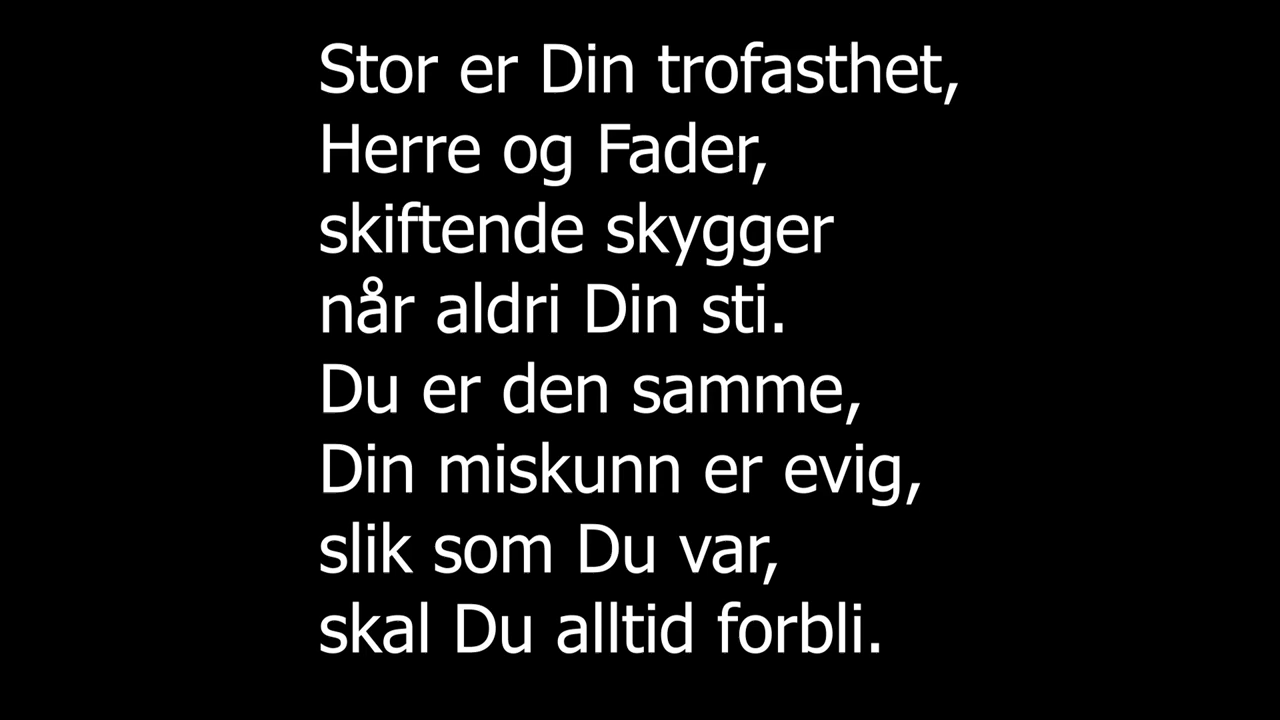 Stor er Din trofasthet,
Herre og Fader,
skiftende skygger
når aldri Din sti.
Du er den samme,
Din miskunn er evig,
slik som Du var,
skal Du alltid forbli.